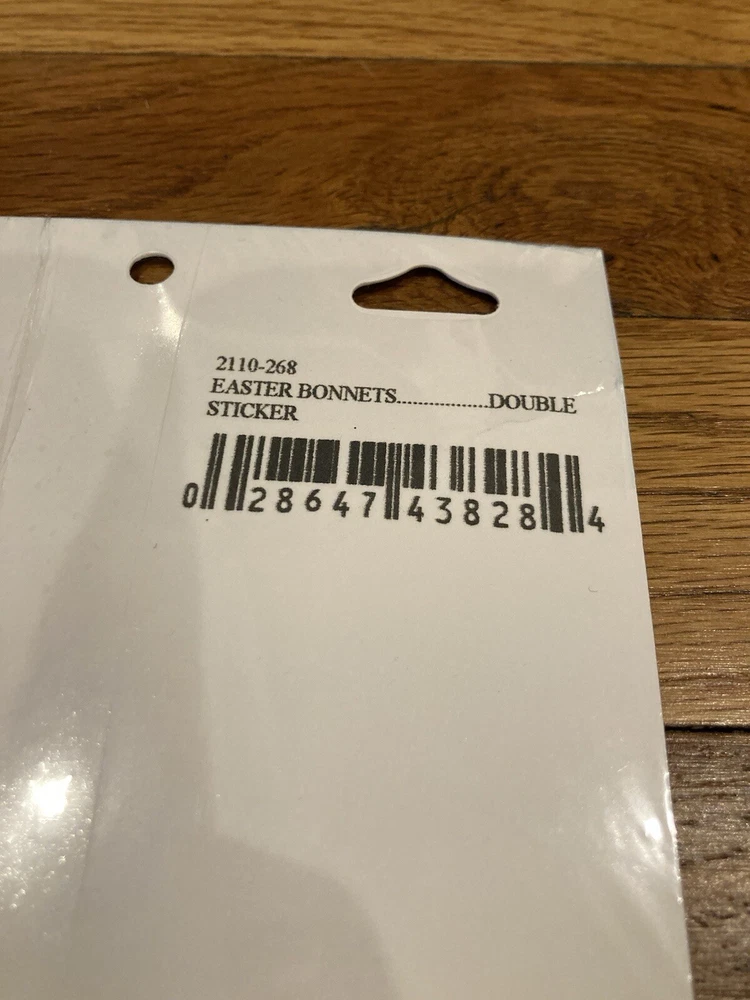 2110-268
EASTER BONNETS.................DOUBLE
STICKER
0 28647 43828 4